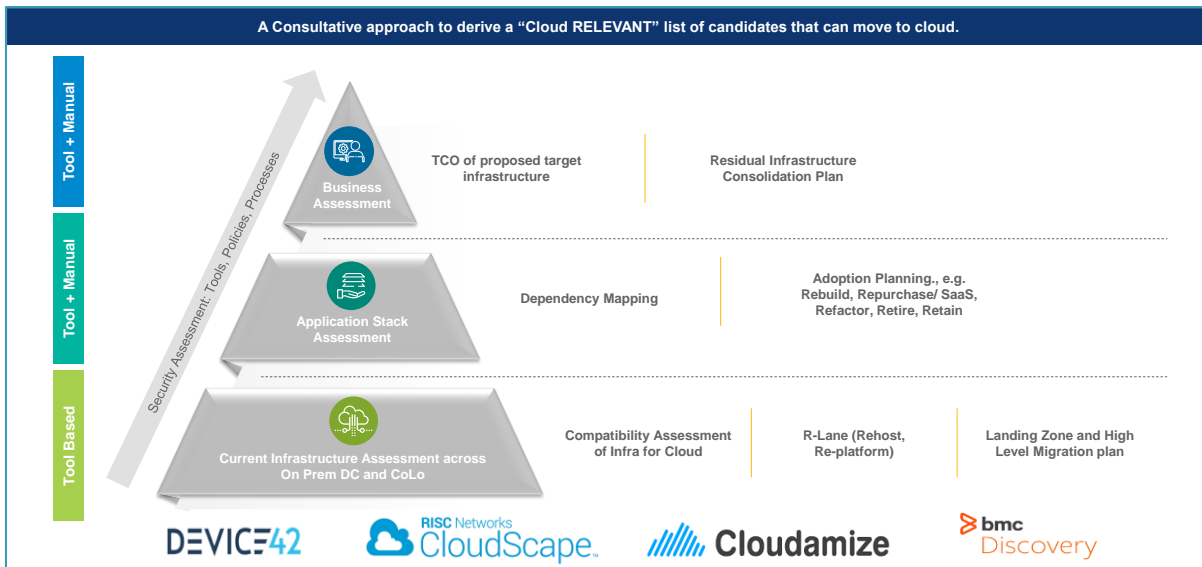 A Consultative approach to derive a “Cloud RELEVANT” list of candidates that can move to cloud.
Tool + Manual
Security Assessment: Tools, Policies, Processes
Business
Assessment
TCO of proposed target
infrastructure
Residual Infrastructure
Consolidation Plan
Tool + Manual
Application Stack
Assessment
Dependency Mapping
Adoption Planning., e.g.
Rebuild, Repurchase/ SaaS,
Refactor, Retire, Retain
Tool Based
Current Infrastructure Assessment across
On Prem DC and CoLo
Compatibility Assessment
of Infra for Cloud
R-Lane (Rehost,
Re-platform)
Landing Zone and High
Level Migration plan
DEVICE42
RISC Networks
CloudScape™
Cloudamize
bmc
Discovery